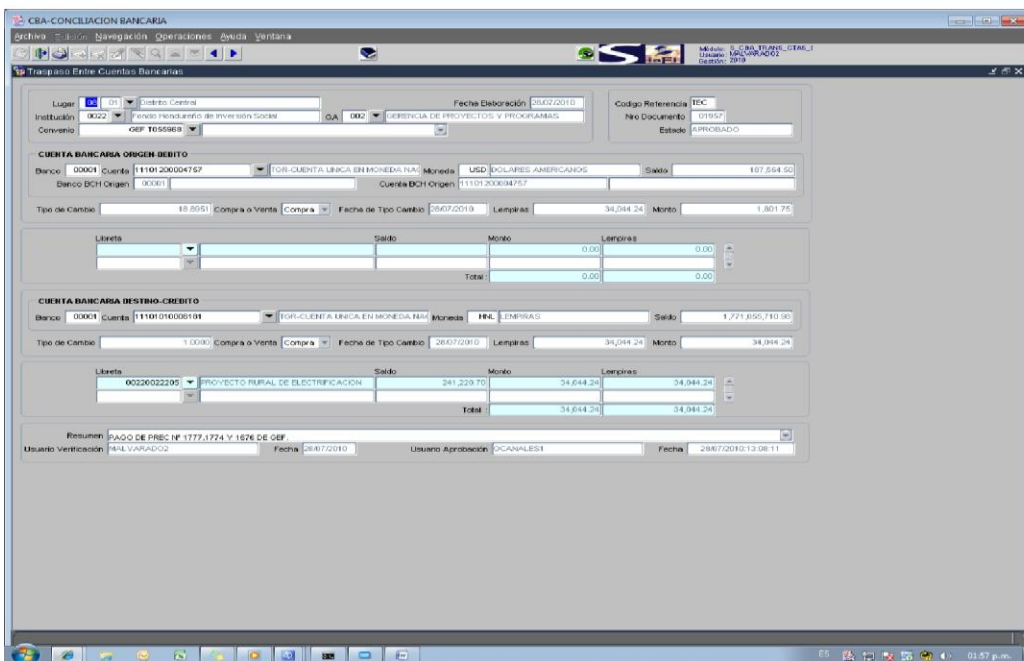 CBA-CONCILIACION BANCARIA
Archivo Edición Navegación Operaciones Ayuda Ventana
Módulo: S_CBA_TRANS_CTAS_I
Usuario: MALVARADO2
Gestión: 2010
Traspaso Entre Cuentas Bancarias
Lugar 08 01 Distrito Central Fecha Elaboración 28/07/2010 Codigo Referencia TEC
Institución 0022 Fondo Hondureño de Inversión Social GA 002 GERENCIA DE PROYECTOS Y PROGRAMAS Nro Documento 01957
Convenio GEF TO55968 Estado APROBADO
CUENTA BANCARIA ORIGEN-DEBITO
Banco 00001 Cuenta 11101200004757 TGR-CUENTA UNICA EN MONEDA NAC Moneda USD DOLARES AMERICANOS Saldo 187,564.50
Banco BCH Origen 00001 Cuenta BCH Origen 11101200004757
Tipo de Cambio 18.8951 Compra o Venta Compra Fecha de Tipo Cambio 28/07/2010 Lempiras 34,044.24 Monto 1,801.75
Libreta Saldo Monto Lempiras
0.00 0.00
Total : 0.00 0.00
CUENTA BANCARIA DESTINO-CREDITO
Banco 00001 Cuenta TGR-CUENTA UNICA EN MONEDA NAC Moneda HNL LEMPIRAS Saldo
Tipo de Cambio 1.0000 Compra o Venta Compra Fecha de Tipo Cambio 28/07/2010 Lempiras 34,044.24 Monto 34,044.24
Libreta Saldo Monto Lempiras
00220022205 PROYECTO RURAL DE ELECTRIFICACION 241,220.70 34,044.24 34,044.24
Total : 34,044.24 34,044.24
Resumen PAGO DE PREC Nº 1777,1774 Y 1676 DE GEF.
Usuario Verificación MALVARADO2 Fecha 28/07/2010 Usuario Aprobación OCANALES1 Fecha 28/07/2010:13:08:11
ES 01:57 p.m.